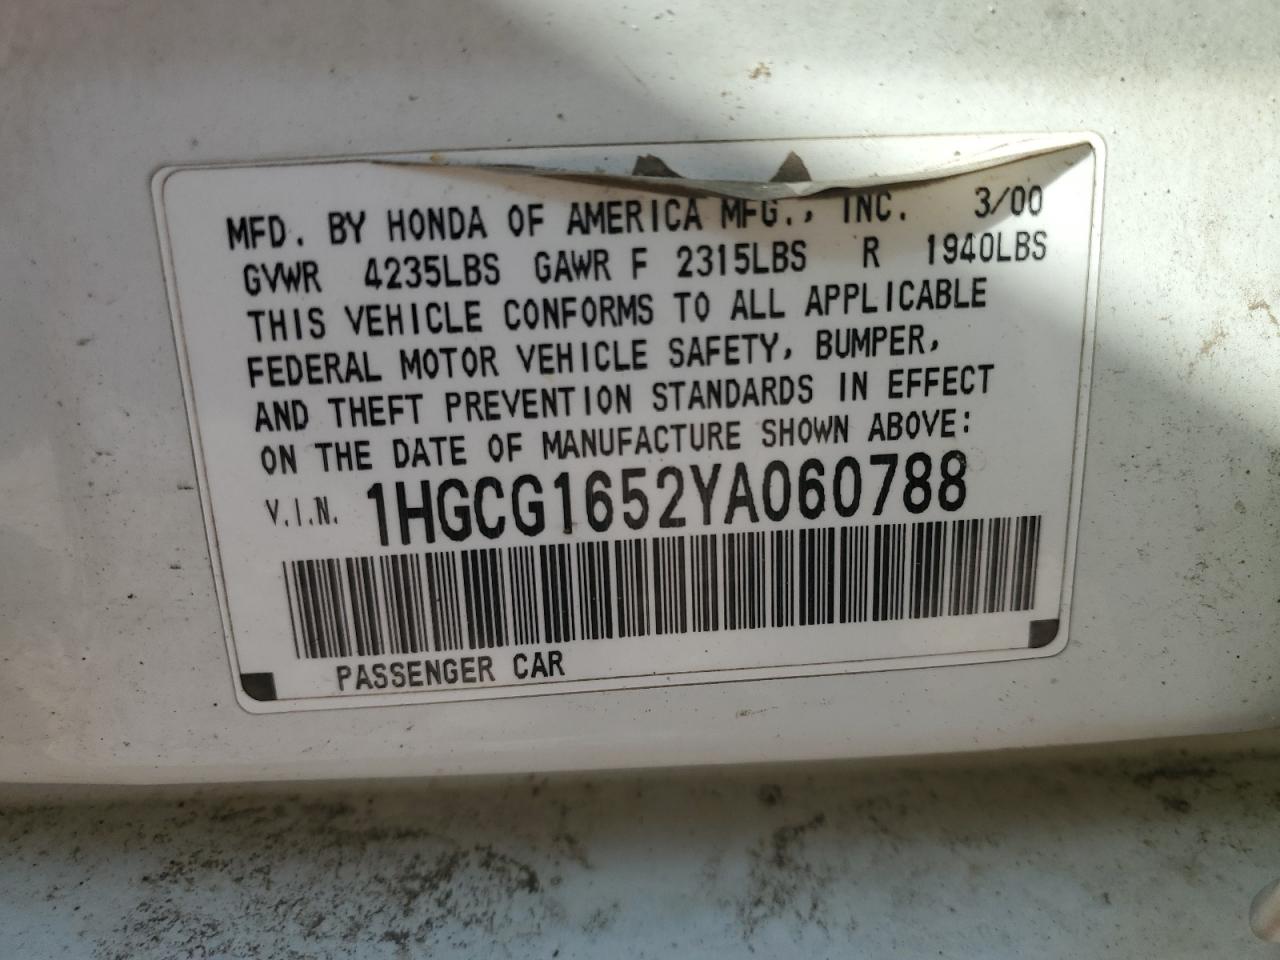 MFD. BY HONDA OF AMERICA MFG., INC. 3/00
GVWR 4235LBS GAWR F 2315LBS R 1940LBS
THIS VEHICLE CONFORMS TO ALL APPLICABLE
FEDERAL MOTOR VEHICLE SAFETY, BUMPER,
AND THEFT PREVENTION STANDARDS IN EFFECT
ON THE DATE OF MANUFACTURE SHOWN ABOVE:
V.I.N. 1HGCG1652YA060788
PASSENGER CAR